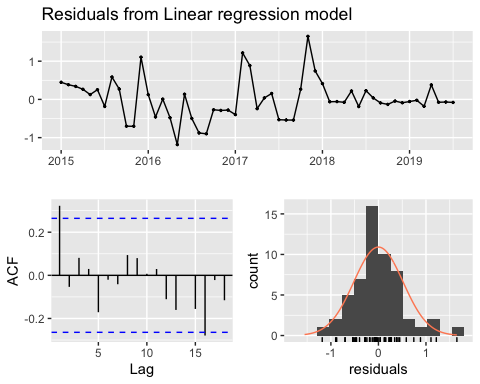 Residuals from Linear regression model
1
0
-1
2015 2016 2017 2018 2019
ACF
0.2
0.0
-0.2
5 10 15
Lag
count
15
10
5
0
-1 0 1
residuals